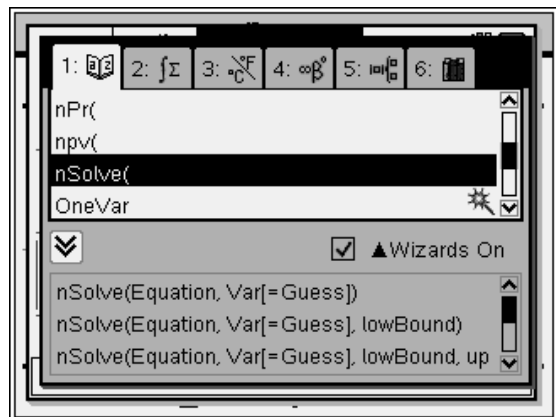 1: 2: ∫Σ 3: °C°F 4: ∞β° 5: 6:
nPr(
npv(
nSolve(
OneVar
▲Wizards On
nSolve(Equation, Var[=Guess])
nSolve(Equation, Var[=Guess], lowBound)
nSolve(Equation, Var[=Guess], lowBound, up